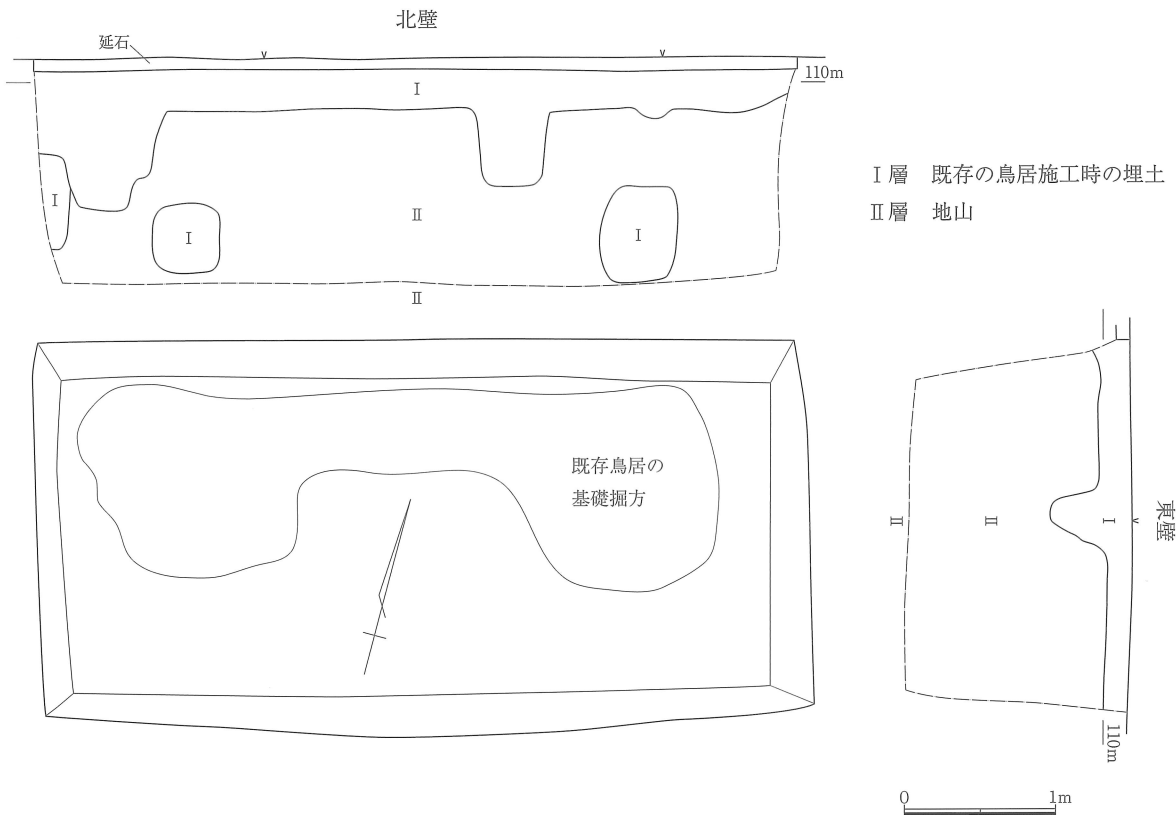 北壁
延石
110m
Ⅰ
Ⅰ
Ⅰ
Ⅱ
Ⅰ
Ⅱ
Ⅰ層 既存の鳥居施工時の埋土
Ⅱ層 地山
既存鳥居の
基礎掘方
Ⅱ
Ⅱ
Ⅰ
東壁
110m
0 1m